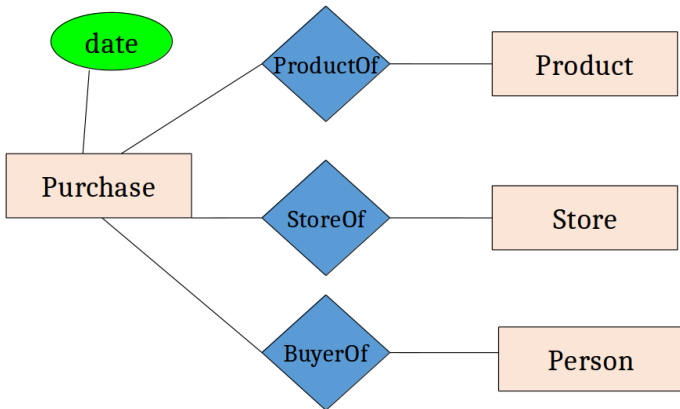 date
ProductOf
Product
Purchase
StoreOf
Store
BuyerOf
Person